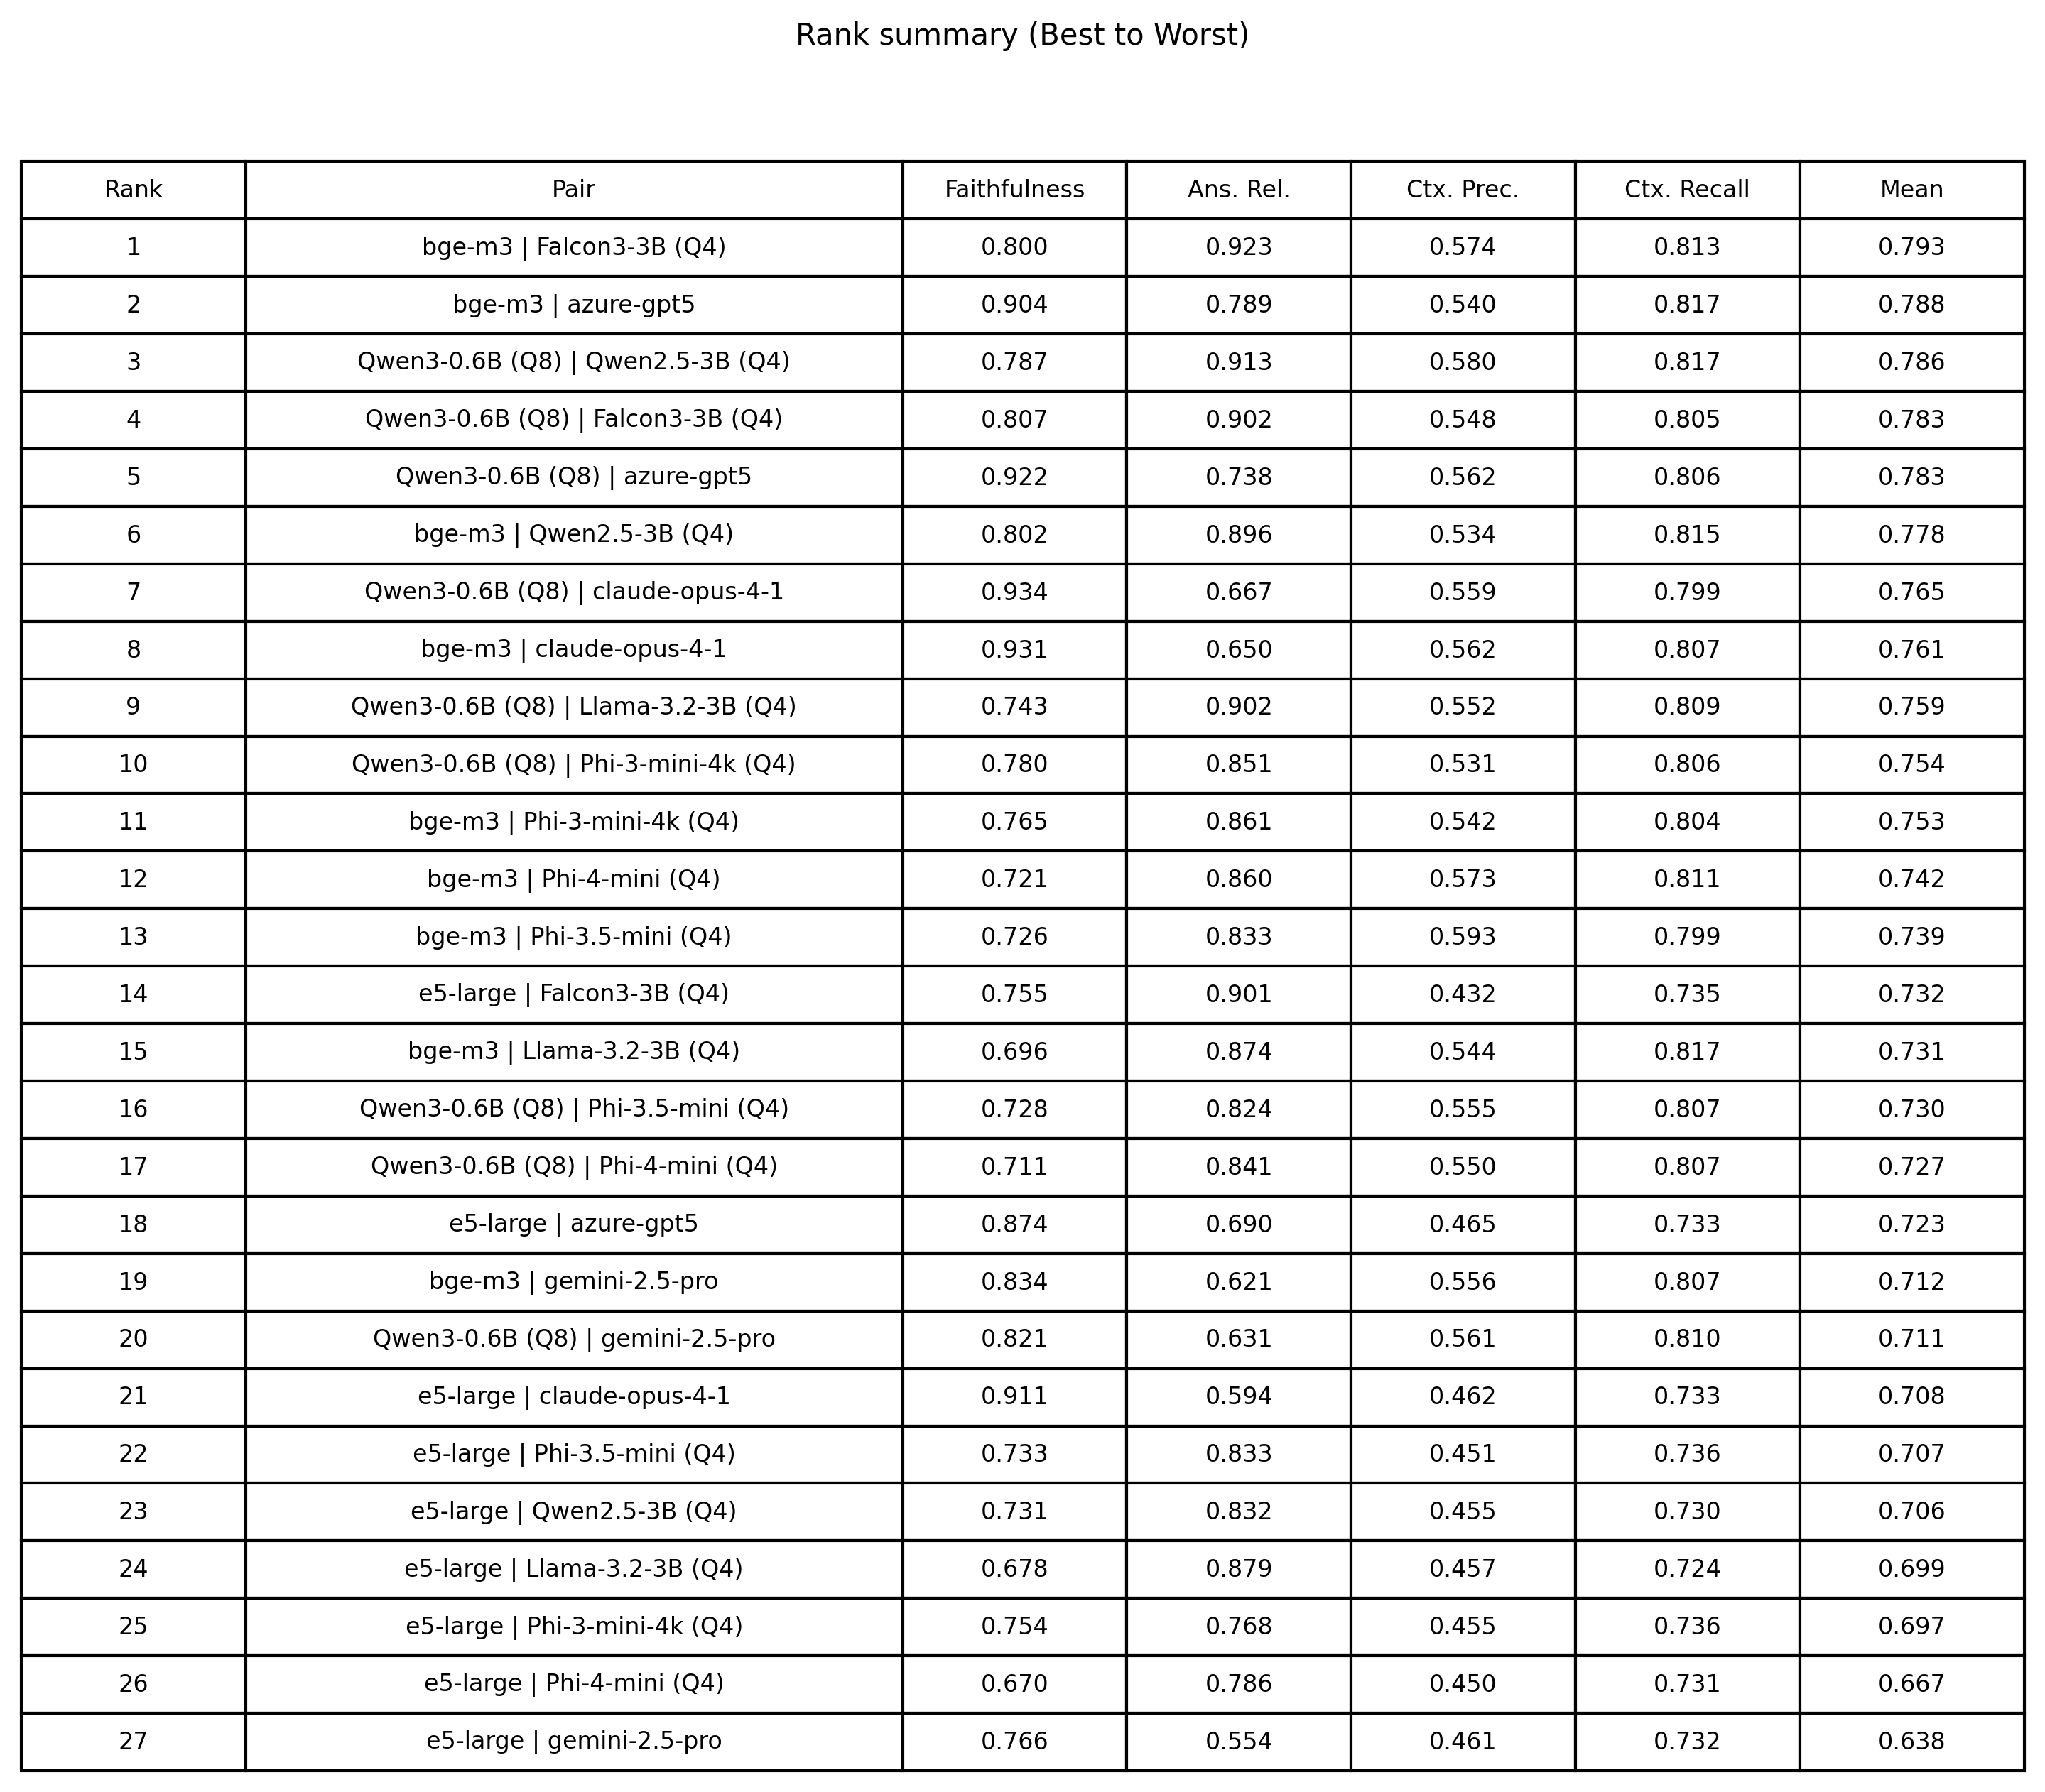 Rank summary (Best to Worst)
Rank Pair Faithfulness Ans. Rel. Ctx. Prec. Ctx. Recall Mean
1 bge-m3 | Falcon3-3B (Q4) 0.800 0.923 0.574 0.813 0.793
2 bge-m3 | azure-gpt5 0.904 0.789 0.540 0.817 0.788
3 Qwen3-0.6B (Q8) | Qwen2.5-3B (Q4) 0.787 0.913 0.580 0.817 0.786
4 Qwen3-0.6B (Q8) | Falcon3-3B (Q4) 0.807 0.902 0.548 0.805 0.783
5 Qwen3-0.6B (Q8) | azure-gpt5 0.922 0.738 0.562 0.806 0.783
6 bge-m3 | Qwen2.5-3B (Q4) 0.802 0.896 0.534 0.815 0.778
7 Qwen3-0.6B (Q8) | claude-opus-4-1 0.934 0.667 0.559 0.799 0.765
8 bge-m3 | claude-opus-4-1 0.931 0.650 0.562 0.807 0.761
9 Qwen3-0.6B (Q8) | Llama-3.2-3B (Q4) 0.743 0.902 0.552 0.809 0.759
10 Qwen3-0.6B (Q8) | Phi-3-mini-4k (Q4) 0.780 0.851 0.531 0.806 0.754
11 bge-m3 | Phi-3-mini-4k (Q4) 0.765 0.861 0.542 0.804 0.753
12 bge-m3 | Phi-4-mini (Q4) 0.721 0.860 0.573 0.811 0.742
13 bge-m3 | Phi-3.5-mini (Q4) 0.726 0.833 0.593 0.799 0.739
14 e5-large | Falcon3-3B (Q4) 0.755 0.901 0.432 0.735 0.732
15 bge-m3 | Llama-3.2-3B (Q4) 0.696 0.874 0.544 0.817 0.731
16 Qwen3-0.6B (Q8) | Phi-3.5-mini (Q4) 0.728 0.824 0.555 0.807 0.730
17 Qwen3-0.6B (Q8) | Phi-4-mini (Q4) 0.711 0.841 0.550 0.807 0.727
18 e5-large | azure-gpt5 0.874 0.690 0.465 0.733 0.723
19 bge-m3 | gemini-2.5-pro 0.834 0.621 0.556 0.807 0.712
20 Qwen3-0.6B (Q8) | gemini-2.5-pro 0.821 0.631 0.561 0.810 0.711
21 e5-large | claude-opus-4-1 0.911 0.594 0.462 0.733 0.708
22 e5-large | Phi-3.5-mini (Q4) 0.733 0.833 0.451 0.736 0.707
23 e5-large | Qwen2.5-3B (Q4) 0.731 0.832 0.455 0.730 0.706
24 e5-large | Llama-3.2-3B (Q4) 0.678 0.879 0.457 0.724 0.699
25 e5-large | Phi-3-mini-4k (Q4) 0.754 0.768 0.455 0.736 0.697
26 e5-large | Phi-4-mini (Q4) 0.670 0.786 0.450 0.731 0.667
27 e5-large | gemini-2.5-pro 0.766 0.554 0.461 0.732 0.638